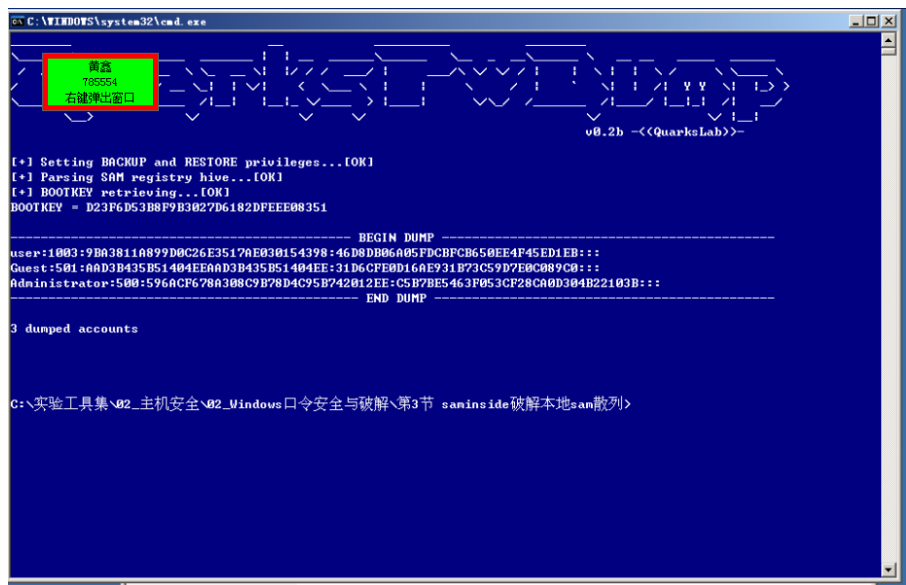 C:\WINDOWS\system32\cmd.exe
黄鑫
785554
右键弹出窗口
v0.2b -<(QuarksLab)>-
[+] Setting BACKUP and RESTORE privileges...[OK]
[+] Parsing SAM registry hive...[OK]
[+] BOOTKEY retrieving...[OK]
BOOTKEY = D23F6D53B8F9B3027D6182DFEEE08351
---------------------------------------------- BEGIN DUMP --------------------------------------------
user:1003:9BA3811A899D0C26E3517AE030154398:46D8DB06A05FDCBFCB650EE4F45ED1EB:::
Guest:501:AAD3B435B51404EEAAD3B435B51404EE:31D6CFE0D16AE931B73C59D7E0C089C0:::
Administrator:500:596ACF678A308C9B78D4C95B742012EE:C5B7BE5463F053CF28CA0D304B22103B:::
---------------------------------------------- END DUMP ----------------------------------------------
3 dumped accounts
C:\实验工具集\02_主机安全\02_Windows口令安全与破解\第3节 saminside破解本地sam散列>